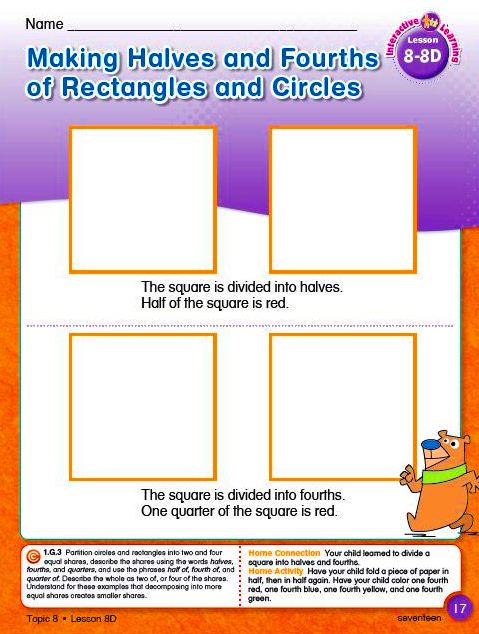 Name
Interactive Learning
Lesson
8-8D
Making Halves and Fourths
of Rectangles and Circles
The square is divided into halves.
Half of the square is red.
The square is divided into fourths.
One quarter of the square is red.
1.G.3 Partition circles and rectangles into two and four
equal shares, describe the shares using the words halves,
fourths, and quarters, and use the phrases half of, fourth of, and
quarter of. Describe the whole as two of, or four of the shares.
Understand for these examples that decomposing into more
equal shares creates smaller shares.
Home Connection Your child learned to divide a
square into halves and fourths.
Home Activity Have your child fold a piece of paper in
half, then in half again. Have your child color one fourth
red, one fourth blue, one fourth yellow, and one fourth
green.
Topic 8 • Lesson 8D
seventeen
17